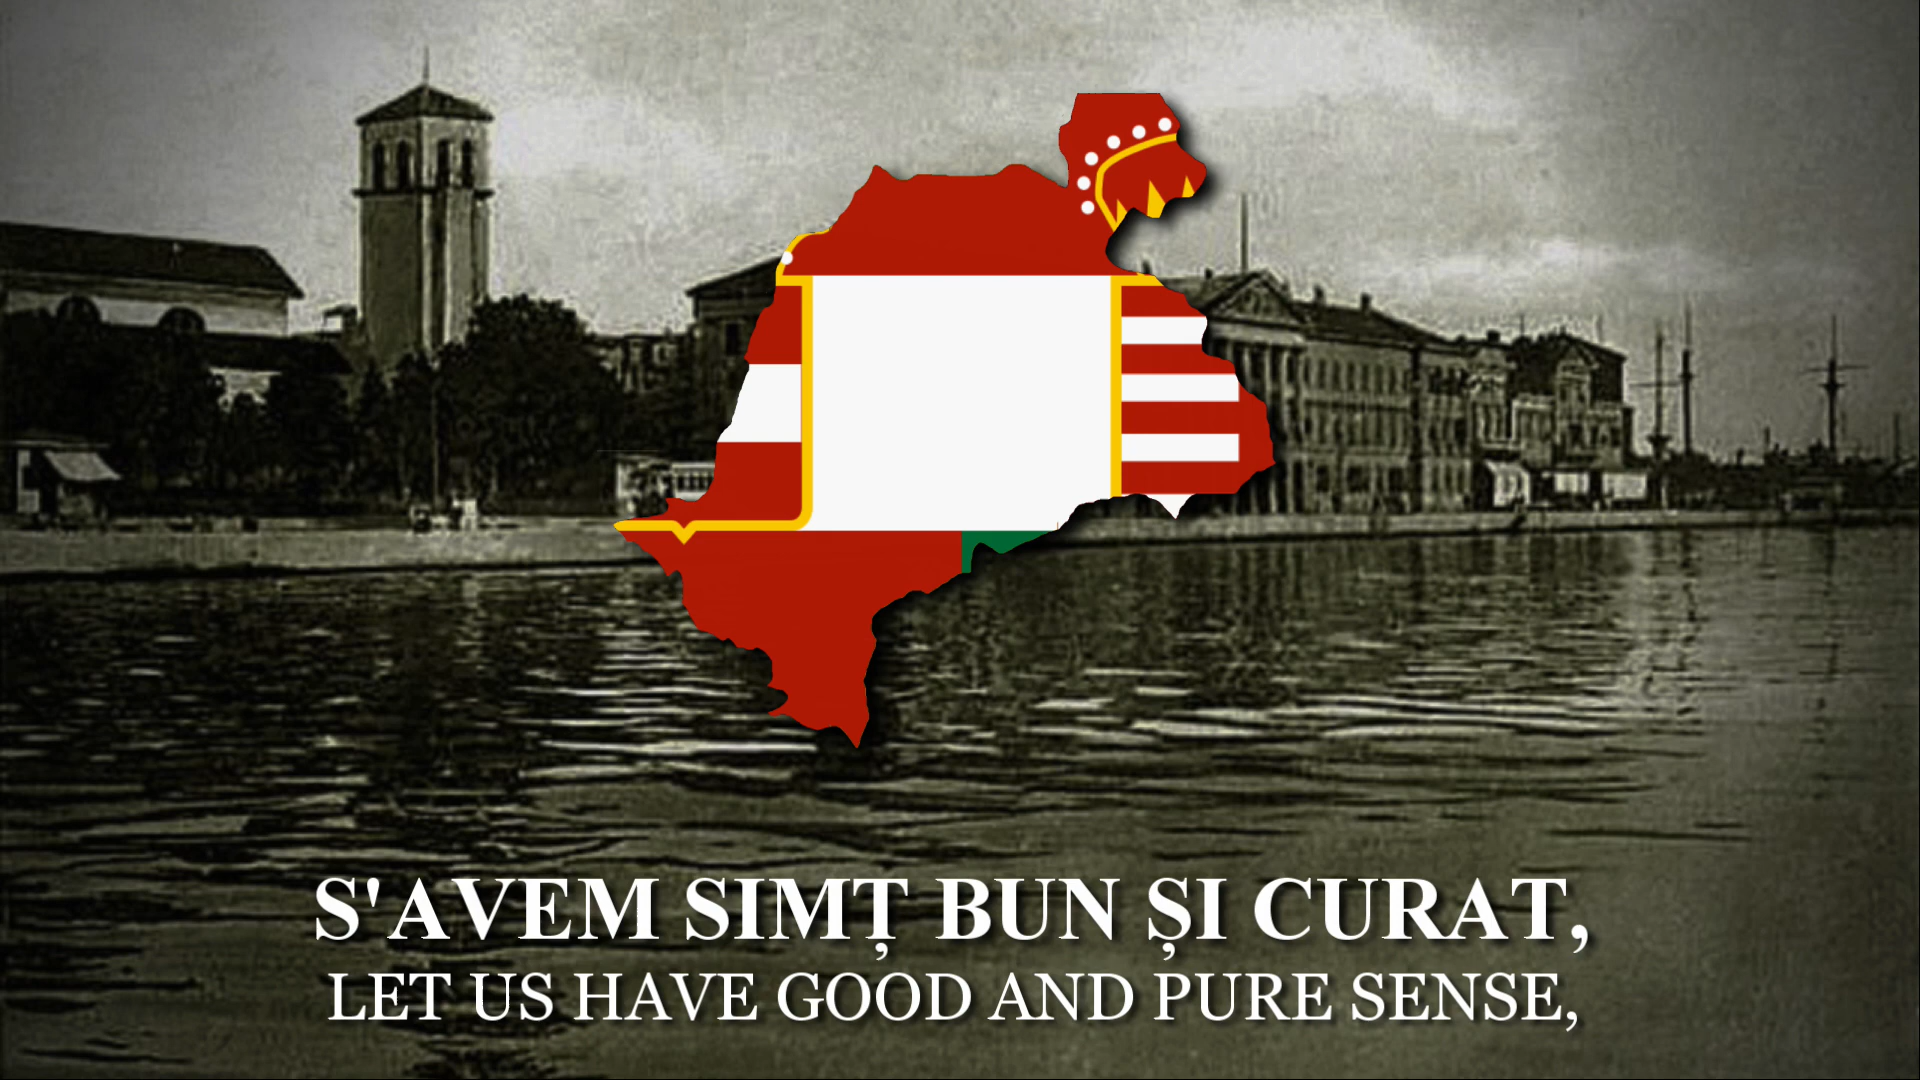 S'AVEM SIMȚ BUN ȘI CURAT,
LET US HAVE GOOD AND PURE SENSE,